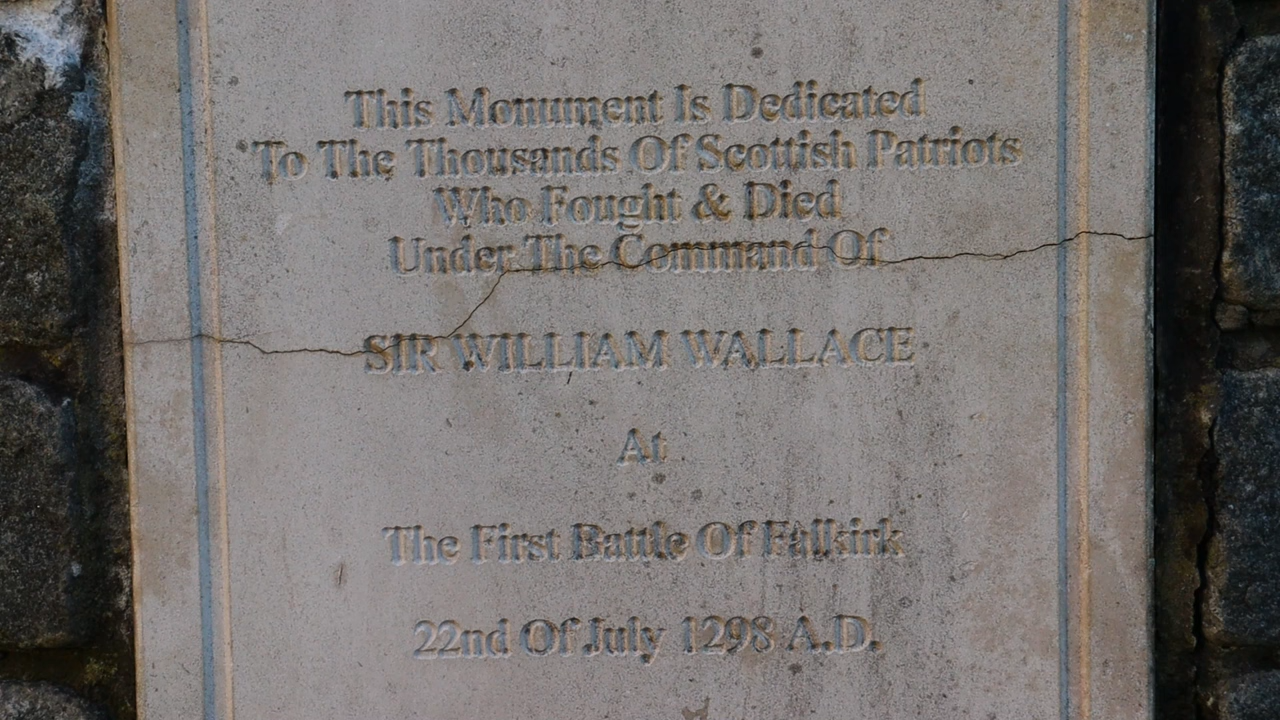 This Monument Is Dedicated
To The Thousands Of Scottish Patriots
Who Fought & Died
Under The Command Of
SIR WILLIAM WALLACE
At
The First Battle Of Falkirk
22nd Of July 1298 A.D.